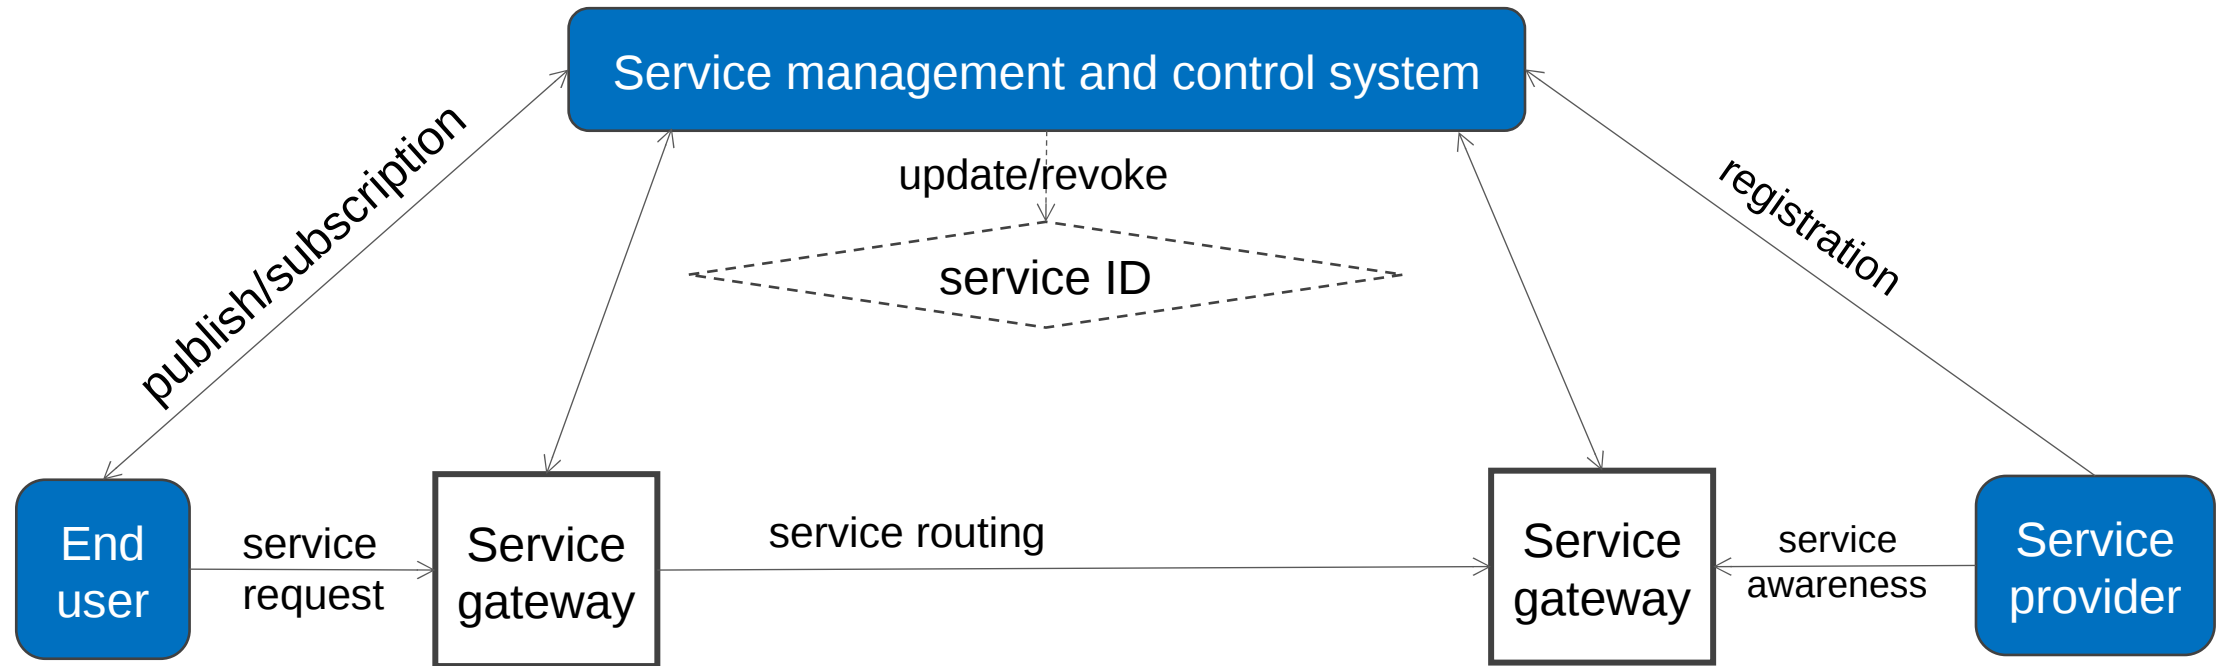 Service management and control system
publish/subscription
update/revoke
registration
service ID
End
user
service
request
Service
gateway
service routing
Service
gateway
service
awareness
Service
provider